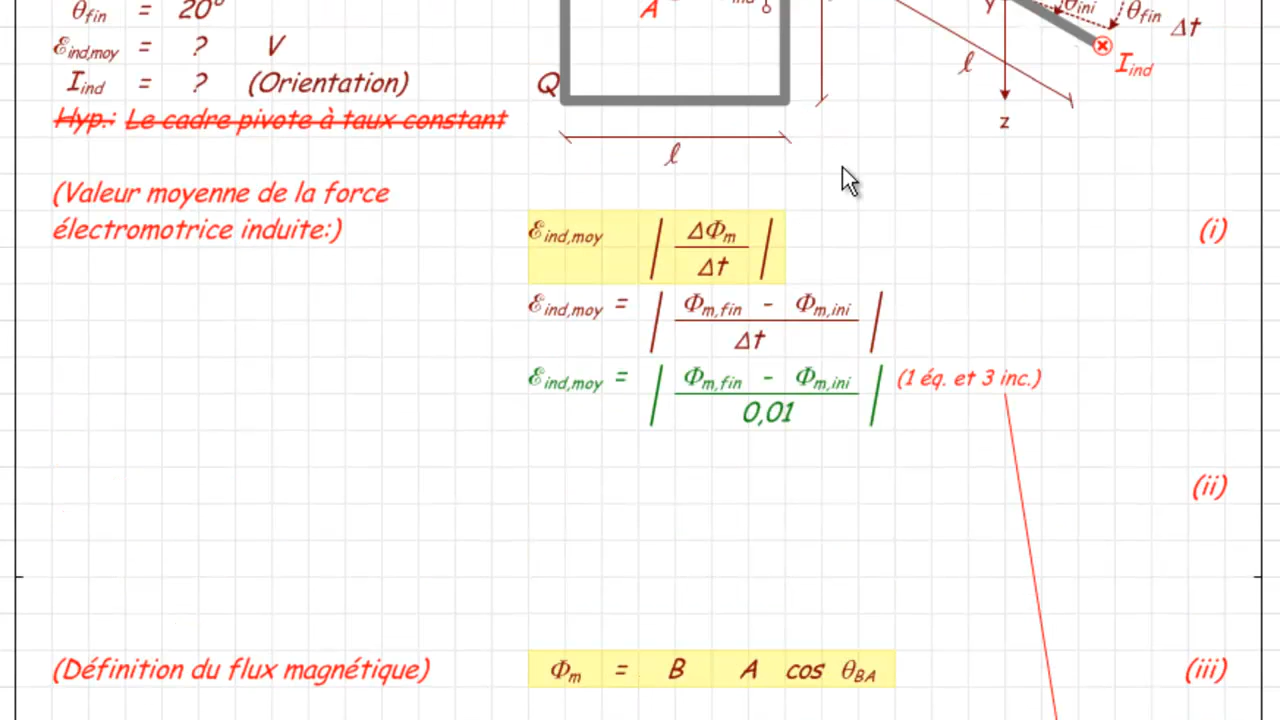 θfin = 20°
ℰind,moy = ? V
Iind = ? (Orientation)
Hyp.: Le cadre pivote à taux constant
A
Q
ℓ
y
θini
θfin
Δt
ℓ
Iind
z
(Valeur moyenne de la force
électromotrice induite:)
ℰind,moy | ΔΦm / Δt | (i)
ℰind,moy = | Φm,fin - Φm,ini / Δt |
ℰind,moy = | Φm,fin - Φm,ini / 0,01 | (1 éq. et 3 inc.)
(ii)
(Définition du flux magnétique) Φm = B A cos θBA (iii)